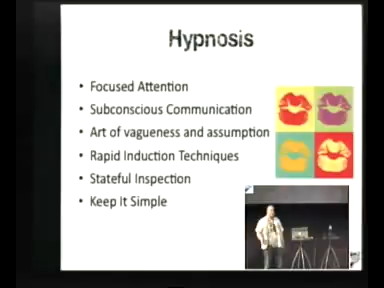 Hypnosis
Focused Attention
Subconscious Communication
Art of vagueness and assumption
Rapid Induction Techniques
Stateful Inspection
Keep It Simple